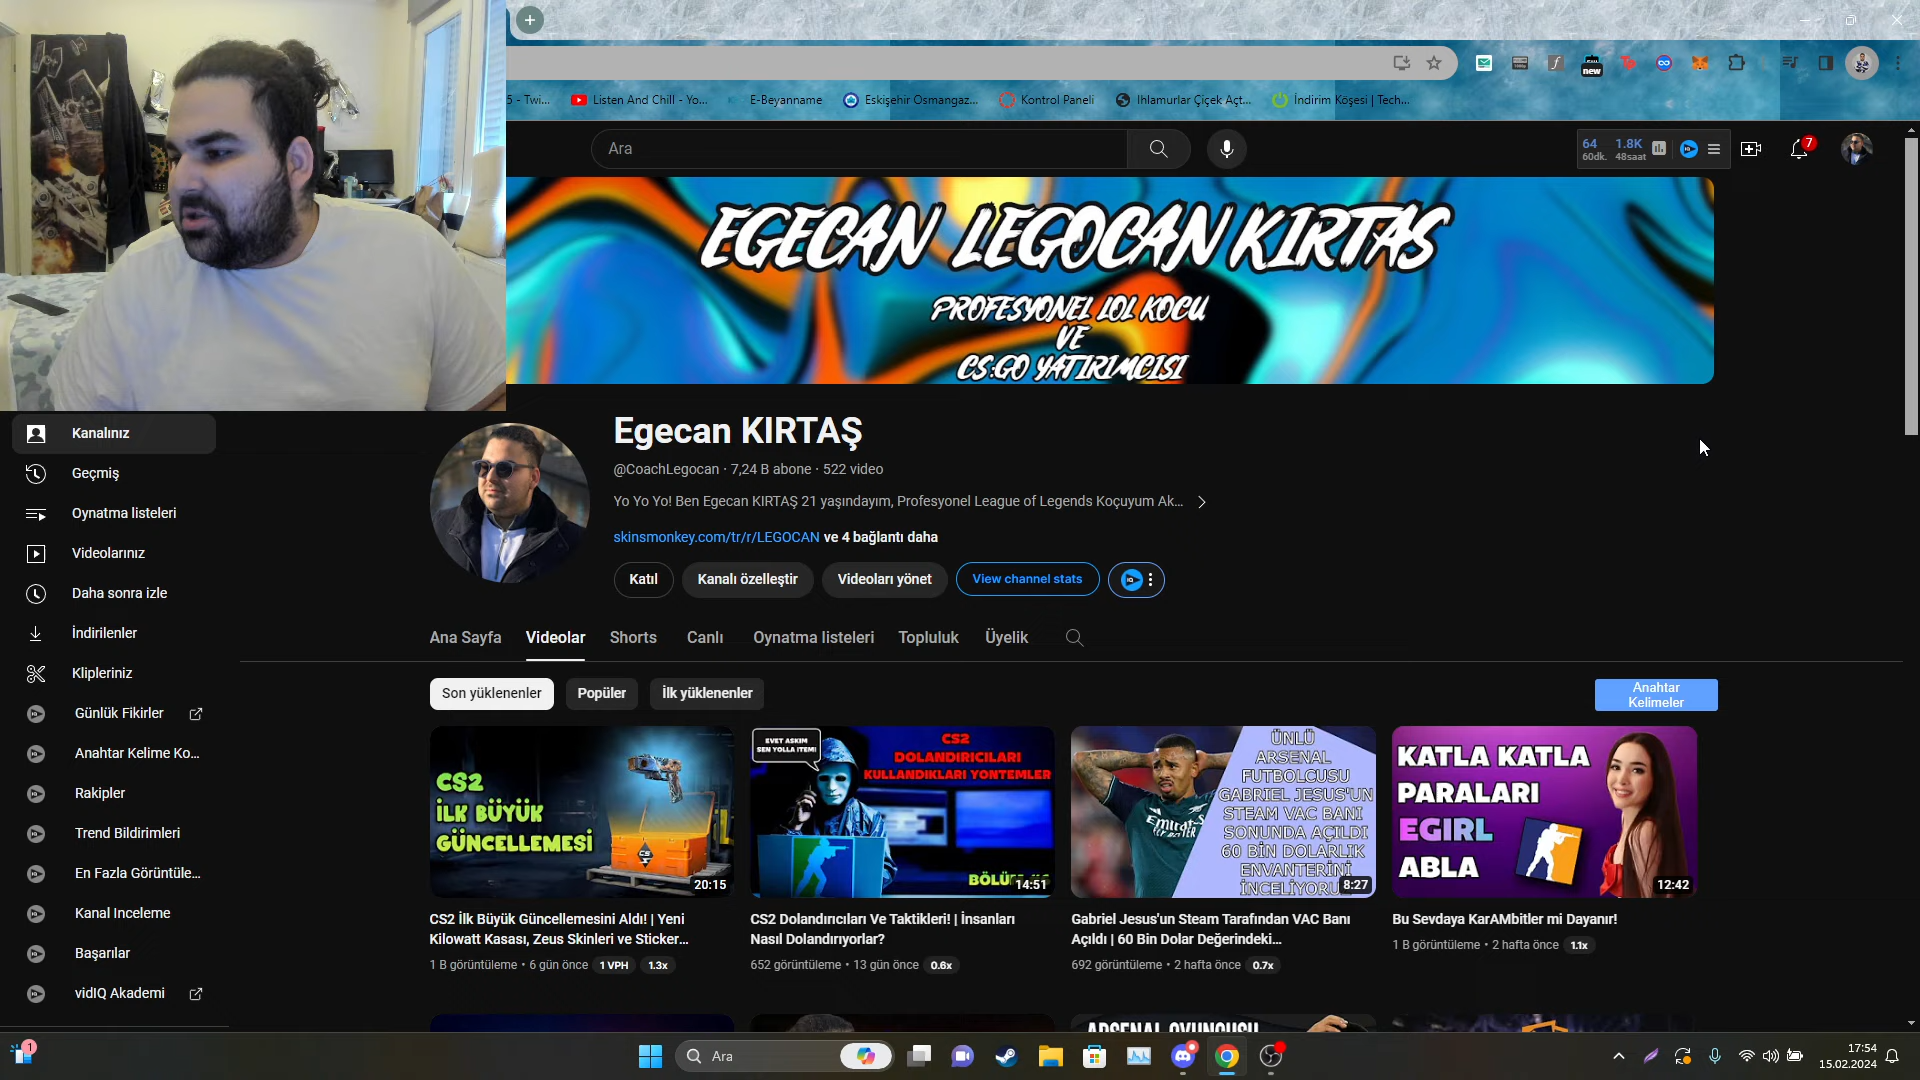 5 - Twi...
Listen And Chill - Yo...
E-Beyanname
Eskişehir Osmangaz...
Kontrol Paneli
Ihlamurlar Çiçek Açt...
İndirim Köşesi | Tech...
new
Ara
64
60dk.
1.8K
48saat
7
EGECAN LEGOCAN KIRTAS
PROFESYONEL LOL KOCU
VE
CS:GO YATIRIMCISI
Kanalınız
Geçmiş
Oynatma listeleri
Videolarınız
Daha sonra izle
İndirilenler
Klipleriniz
Günlük Fikirler
Anahtar Kelime Ko...
Rakipler
Trend Bildirimleri
En Fazla Görüntüle...
Kanal Inceleme
Başarılar
vidIQ Akademi
Egecan KIRTAŞ
@CoachLegocan · 7,24 B abone · 522 video
Yo Yo Yo! Ben Egecan KIRTAŞ 21 yaşındayım, Profesyonel League of Legends Koçuyum Ak...
skinsmonkey.com/tr/r/LEGOCAN ve 4 bağlantı daha
Katıl
Kanalı özelleştir
Videoları yönet
View channel stats
Ana Sayfa
Videolar
Shorts
Canlı
Oynatma listeleri
Topluluk
Üyelik
Son yüklenenler
Popüler
İlk yüklenenler
Anahtar
Kelimeler
CS2
İLK BÜYÜK
GÜNCELLEMESİ
20:15
CS2 İlk Büyük Güncellemesini Aldı! | Yeni
Kilowatt Kasası, Zeus Skinleri ve Sticker...
1 B görüntüleme • 6 gün önce 1 VPH 1.3x
EVET ASKIM
SEN YOLLA ITEMI
CS2
DOLANDIRICILARI
KULLANDIKLARI YONTEMLER
14:51
CS2 Dolandırıcıları Ve Taktikleri! | İnsanları
Nasıl Dolandırıyorlar?
652 görüntüleme • 13 gün önce 0.6x
ÜNLÜ
ARSENAL
FUTBOLCUSU
GABRIEL JESUS'UN
STEAM VAC BANI
SONUNDA AÇILDI
60 BİN DOLARLIK
ENVANTERİNİ
8:27
Gabriel Jesus'un Steam Tarafından VAC Banı
Açıldı | 60 Bin Dolar Değerindeki...
692 görüntüleme • 2 hafta önce 0.7x
KATLA KATLA
PARALARI
EGIRL
ABLA
12:42
Bu Sevdaya KarAMbitler mi Dayanır!
1 B görüntüleme • 2 hafta önce 1.1x
1
Ara
17:54
15.02.2024